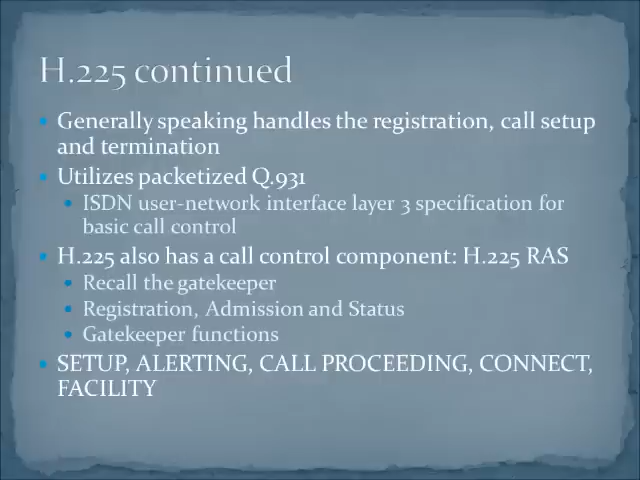 H.225 continued
Generally speaking handles the registration, call setup
and termination
Utilizes packetized Q.931
ISDN user-network interface layer 3 specification for
basic call control
H.225 also has a call control component: H.225 RAS
Recall the gatekeeper
Registration, Admission and Status
Gatekeeper functions
SETUP, ALERTING, CALL PROCEEDING, CONNECT,
FACILITY